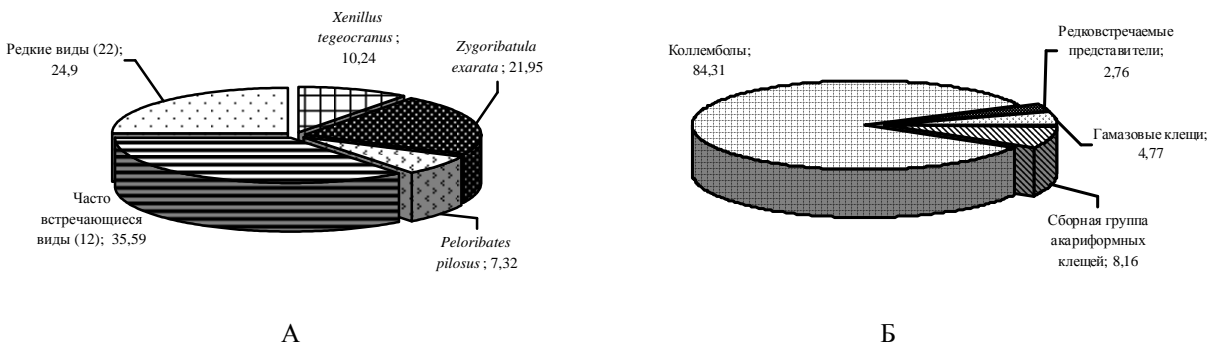 Xenillus
tegeocranus ;
10,24
Редкие виды (22);
24,9
Zygoribatula
exarata ; 21,95
Часто
встречающиеся
виды (12); 35,59
Peloribates
pilosus ; 7,32
А
Коллемболы;
84,31
Редковстречаемые
представители;
2,76
Гамазовые клещи;
4,77
Сборная группа
акариформных
клещей; 8,16
Б